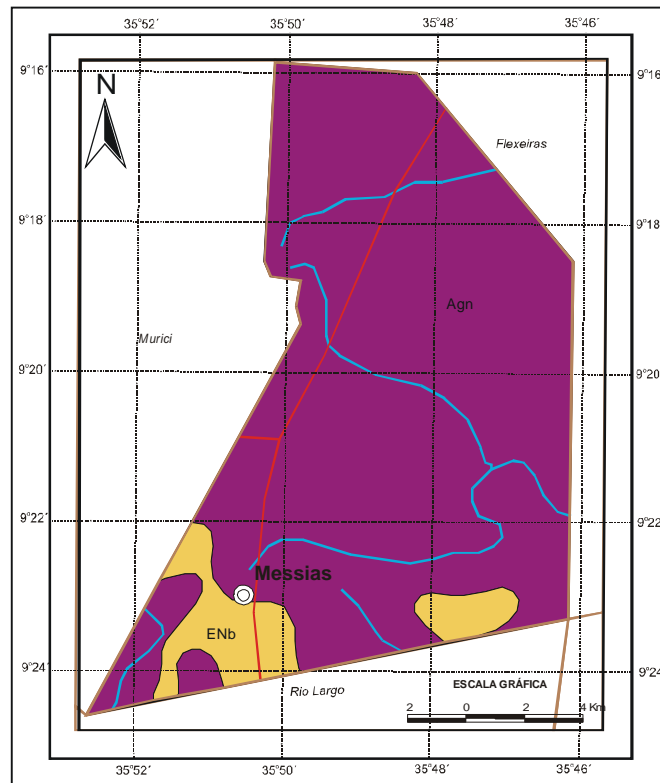 35°52´ 35°50´ 35°48´ 35°46´
9°16´ 9°16´
N
Flexeiras
9°18´ 9°18´
Agn
Murici
9°20´ 9°20´
9°22´ 9°22´
Messias
ENb
9°24´ 9°24´
Rio Largo
ESCALA GRÁFICA
2 0 2 4 Km
35°52´ 35°50´ 35°48´ 35°46´